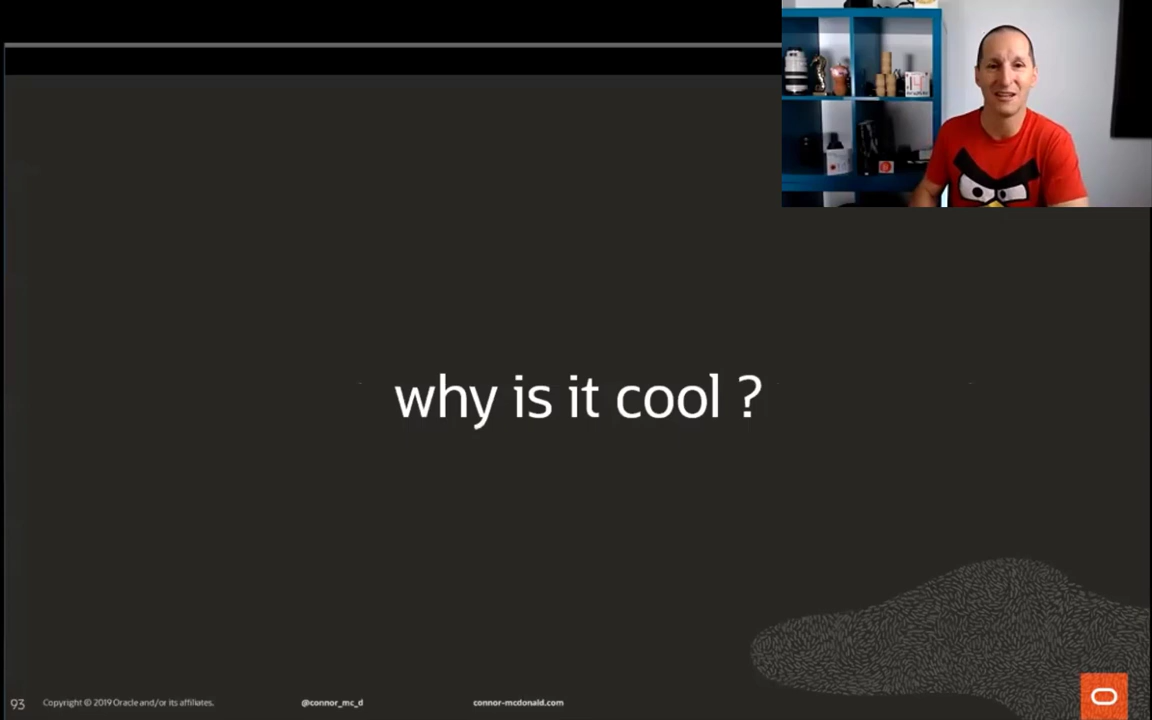 why is it cool ?
93
Copyright © 2019 Oracle and/or its affiliates.
@connor_mc_d
connor-mcdonald.com